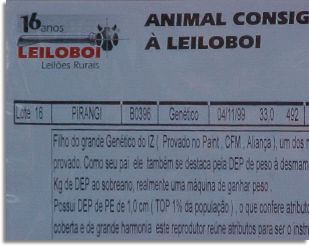 16 anos
LEILOBOI
Leilões Rurais
ANIMAL CONSIG
À LEILOBOI
Lote 16 PIRANGI B0396 Genético 04/11/99 33,0 492
Filho do grande Genético do IZ ( Provado no Paint , CFM , Aliança ), um dos m
provado. Como seu pai ele também se destaca pela DEP de peso à desmam
Kg de DEP ao sobreano, realmente uma máquina de ganhar peso .
Possui DEP de PE de 1,0 cm ( TOP 1% da população ) , o que confere atribut
coberta e de grande harmonia este reprodutor reúne atributos para ser o instr